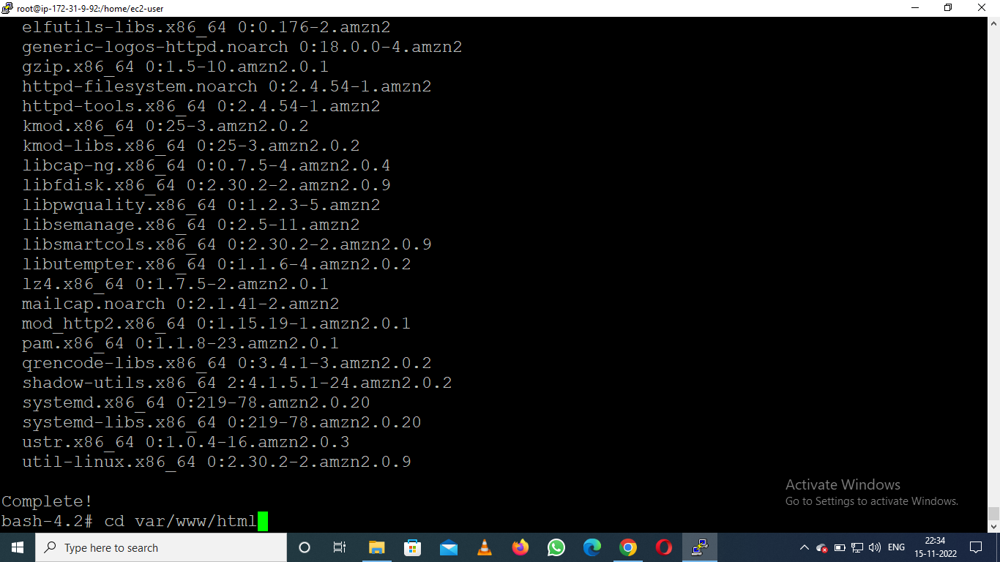 root@ip-172-31-9-92:/home/ec2-user
elfutils-libs.x86_64 0:0.176-2.amzn2
generic-logos-httpd.noarch 0:18.0.0-4.amzn2
gzip.x86_64 0:1.5-10.amzn2.0.1
httpd-filesystem.noarch 0:2.4.54-1.amzn2
httpd-tools.x86_64 0:2.4.54-1.amzn2
kmod.x86_64 0:25-3.amzn2.0.2
kmod-libs.x86_64 0:25-3.amzn2.0.2
libcap-ng.x86_64 0:0.7.5-4.amzn2.0.4
libfdisk.x86_64 0:2.30.2-2.amzn2.0.9
libpwquality.x86_64 0:1.2.3-5.amzn2
libsemanage.x86_64 0:2.5-11.amzn2
libsmartcols.x86_64 0:2.30.2-2.amzn2.0.9
libutempter.x86_64 0:1.1.6-4.amzn2.0.2
lz4.x86_64 0:1.7.5-2.amzn2.0.1
mailcap.noarch 0:2.1.41-2.amzn2
mod_http2.x86_64 0:1.15.19-1.amzn2.0.1
pam.x86_64 0:1.1.8-23.amzn2.0.1
qrencode-libs.x86_64 0:3.4.1-3.amzn2.0.2
shadow-utils.x86_64 2:4.1.5.1-24.amzn2.0.2
systemd.x86_64 0:219-78.amzn2.0.20
systemd-libs.x86_64 0:219-78.amzn2.0.20
ustr.x86_64 0:1.0.4-16.amzn2.0.3
util-linux.x86_64 0:2.30.2-2.amzn2.0.9
Activate Windows
Go to Settings to activate Windows.
Complete!
bash-4.2# cd var/www/html
Type here to search
ENG
22:34
15-11-2022